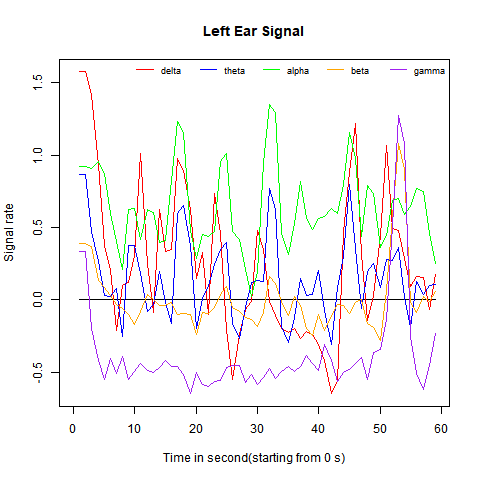 Left Ear Signal
delta theta alpha beta gamma
Signal rate
1.5
1.0
0.5
0.0
-0.5
0 10 20 30 40 50 60
Time in second(starting from 0 s)